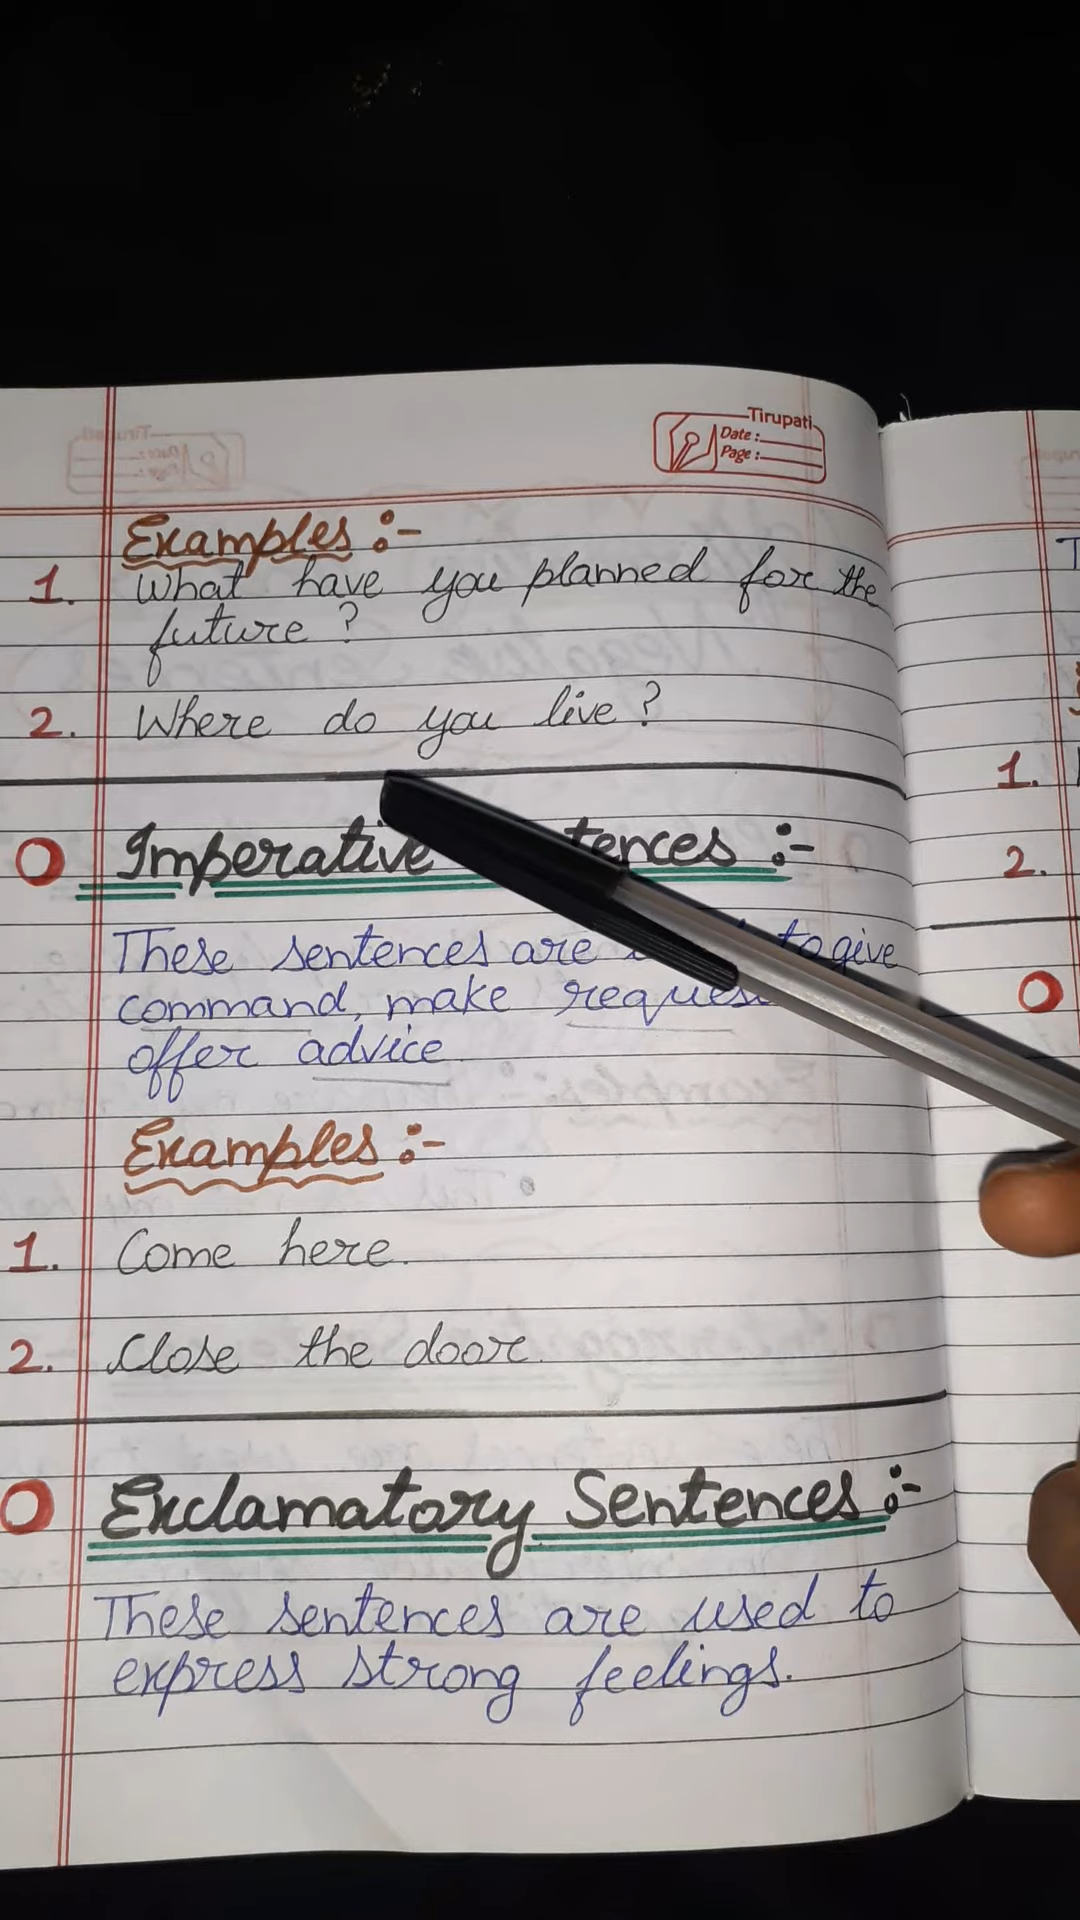 Tirupati
Date :
Page :
Examples :-
1. What have you planned for the
future ?
2. Where do you live ?
Imperative tences :-
These sentences are to give
command, make
offer advice
Examples :-
1. Come here.
2. Close the door.
Exclamatory Sentences :-
These sentences are used to
express strong feelings.
1.
2.